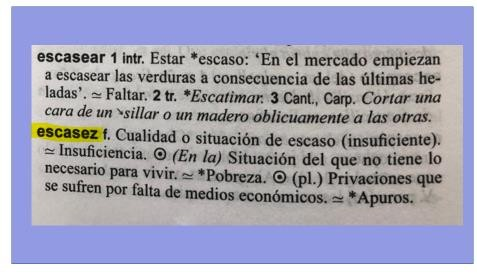 escasear 1 intr. Estar *escaso: 'En el mercado empiezan
a escasear las verduras a consecuencia de las últimas he-
ladas'. ≃ Faltar. 2 tr. *Escatimar. 3 Cant., Carp. Cortar una
cara de un sillar o un madero oblicuamente a las otras.
escasez f. Cualidad o situación de escaso (insuficiente).
≃ Insuficiencia. ⊙ (En la) Situación del que no tiene lo
necesario para vivir. ≃ *Pobreza. ⊙ (pl.) Privaciones que
se sufren por falta de medios económicos. ≃ *Apuros.